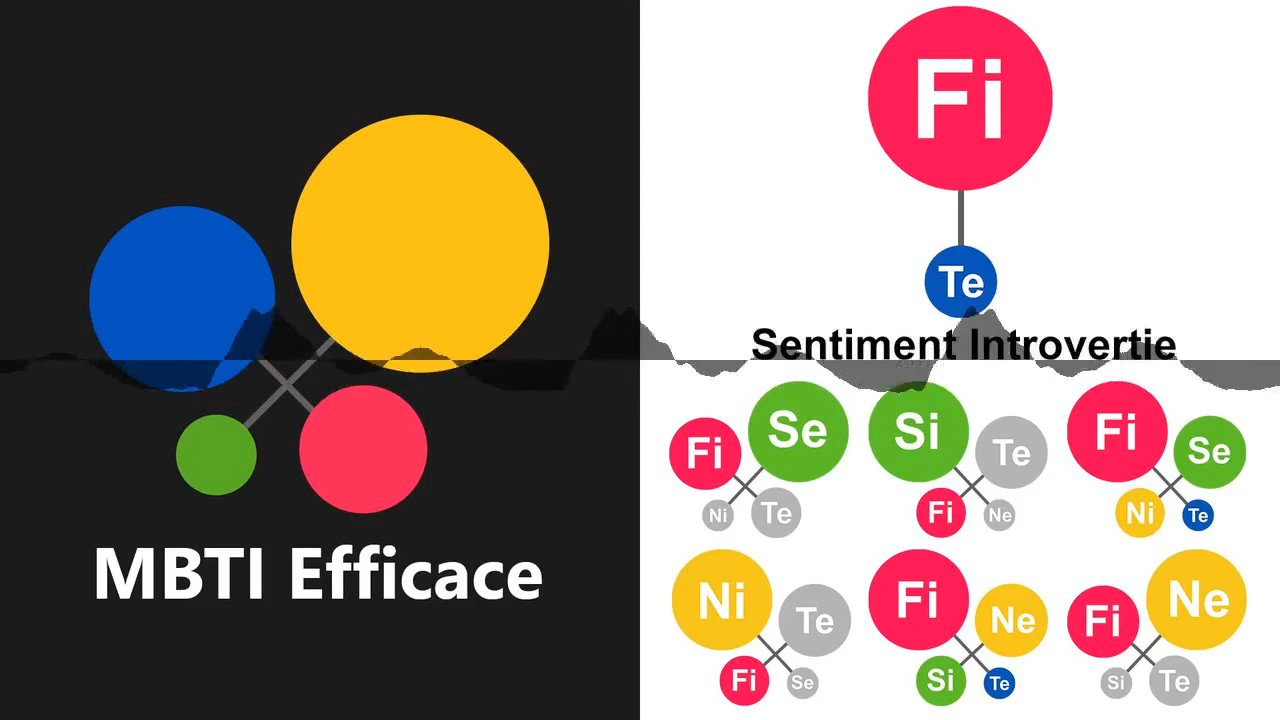 MBTI Efficace
Fi
Te
Sentiment Introvertie
Fi Se
Ni Te
Si Te
Fi Ne
Fi Se
Ni Te
Ni Te
Fi Se
Fi Ne
Si Te
Fi Ne
Si Te